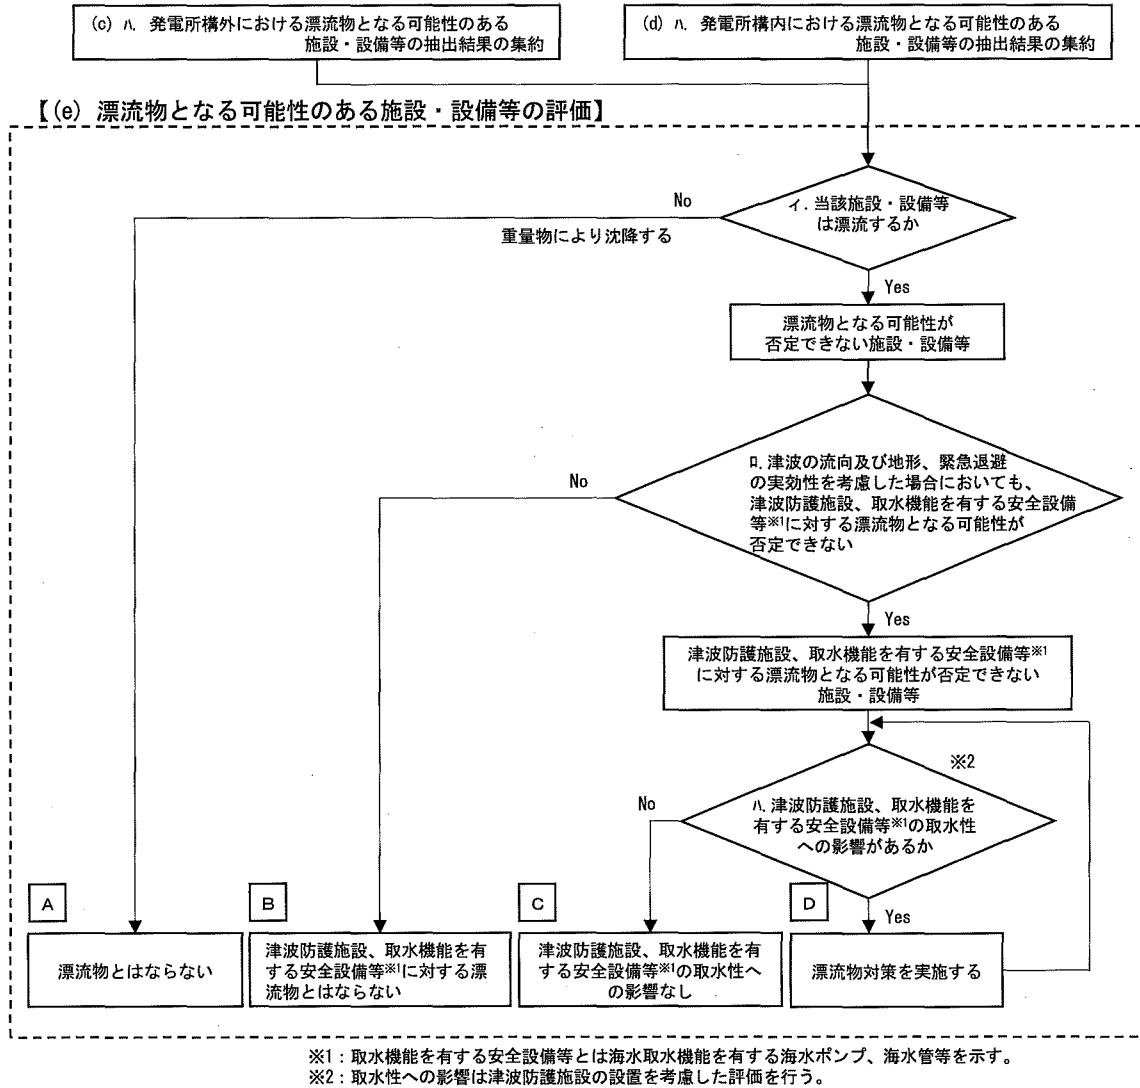 (c) ﾊ. 発電所構外における漂流物となる可能性のある
施設・設備等の抽出結果の集約
(d) ﾊ. 発電所構内における漂流物となる可能性のある
施設・設備等の抽出結果の集約
【(e) 漂流物となる可能性のある施設・設備等の評価】
ｲ. 当該施設・設備等
は漂流するか
No
重量物により沈降する
Yes
漂流物となる可能性が
否定できない施設・設備等
ﾛ. 津波の流向及び地形、緊急退避
の実効性を考慮した場合においても、
津波防護施設、取水機能を有する安全設備
等※1に対する漂流物となる可能性が
否定できない
No
Yes
津波防護施設、取水機能を有する安全設備等※1
に対する漂流物となる可能性が否定できない
施設・設備等
※2
ﾊ. 津波防護施設、取水機能を
有する安全設備等※1の取水性
への影響があるか
No
Yes
A
漂流物とはならない
B
津波防護施設、取水機能を有
する安全設備等※1に対する漂
流物とはならない
C
津波防護施設、取水機能を有
する安全設備等※1の取水性へ
の影響なし
D
漂流物対策を実施する
※1：取水機能を有する安全設備等とは海水取水機能を有する海水ポンプ、海水管等を示す。
※2：取水性への影響は津波防護施設の設置を考慮した評価を行う。